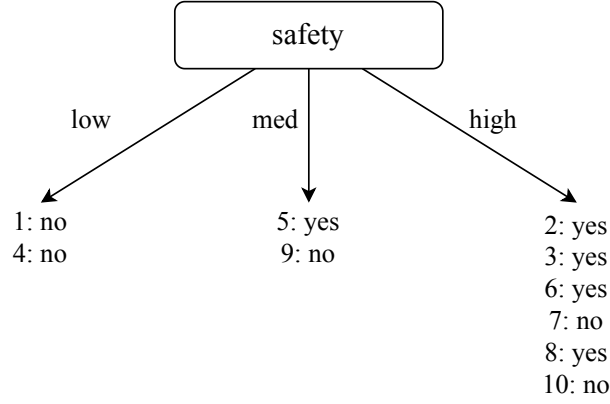 safety
low
med
high
1: no
4: no
5: yes
9: no
2: yes
3: yes
6: yes
7: no
8: yes
10: no